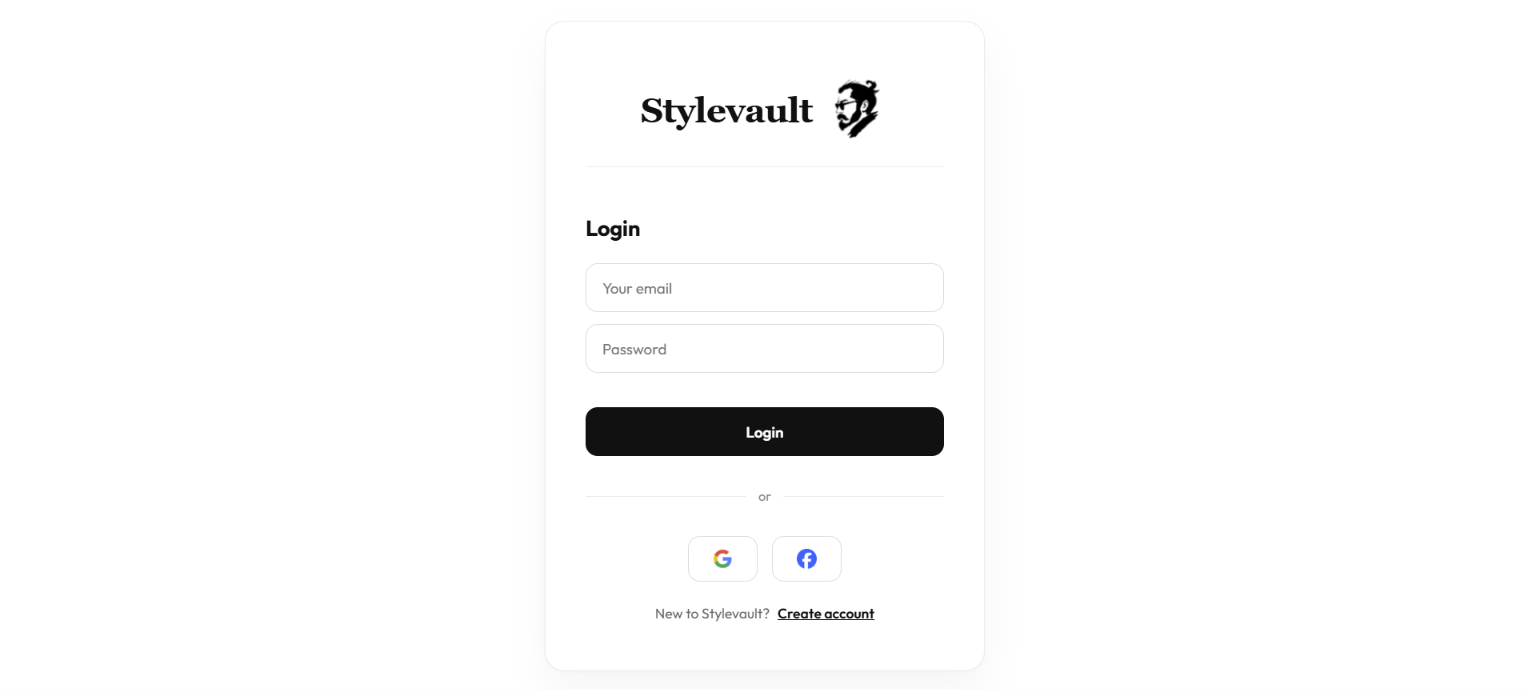 Stylevault
Login
Your email
Password
Login
or
New to Stylevault? Create account